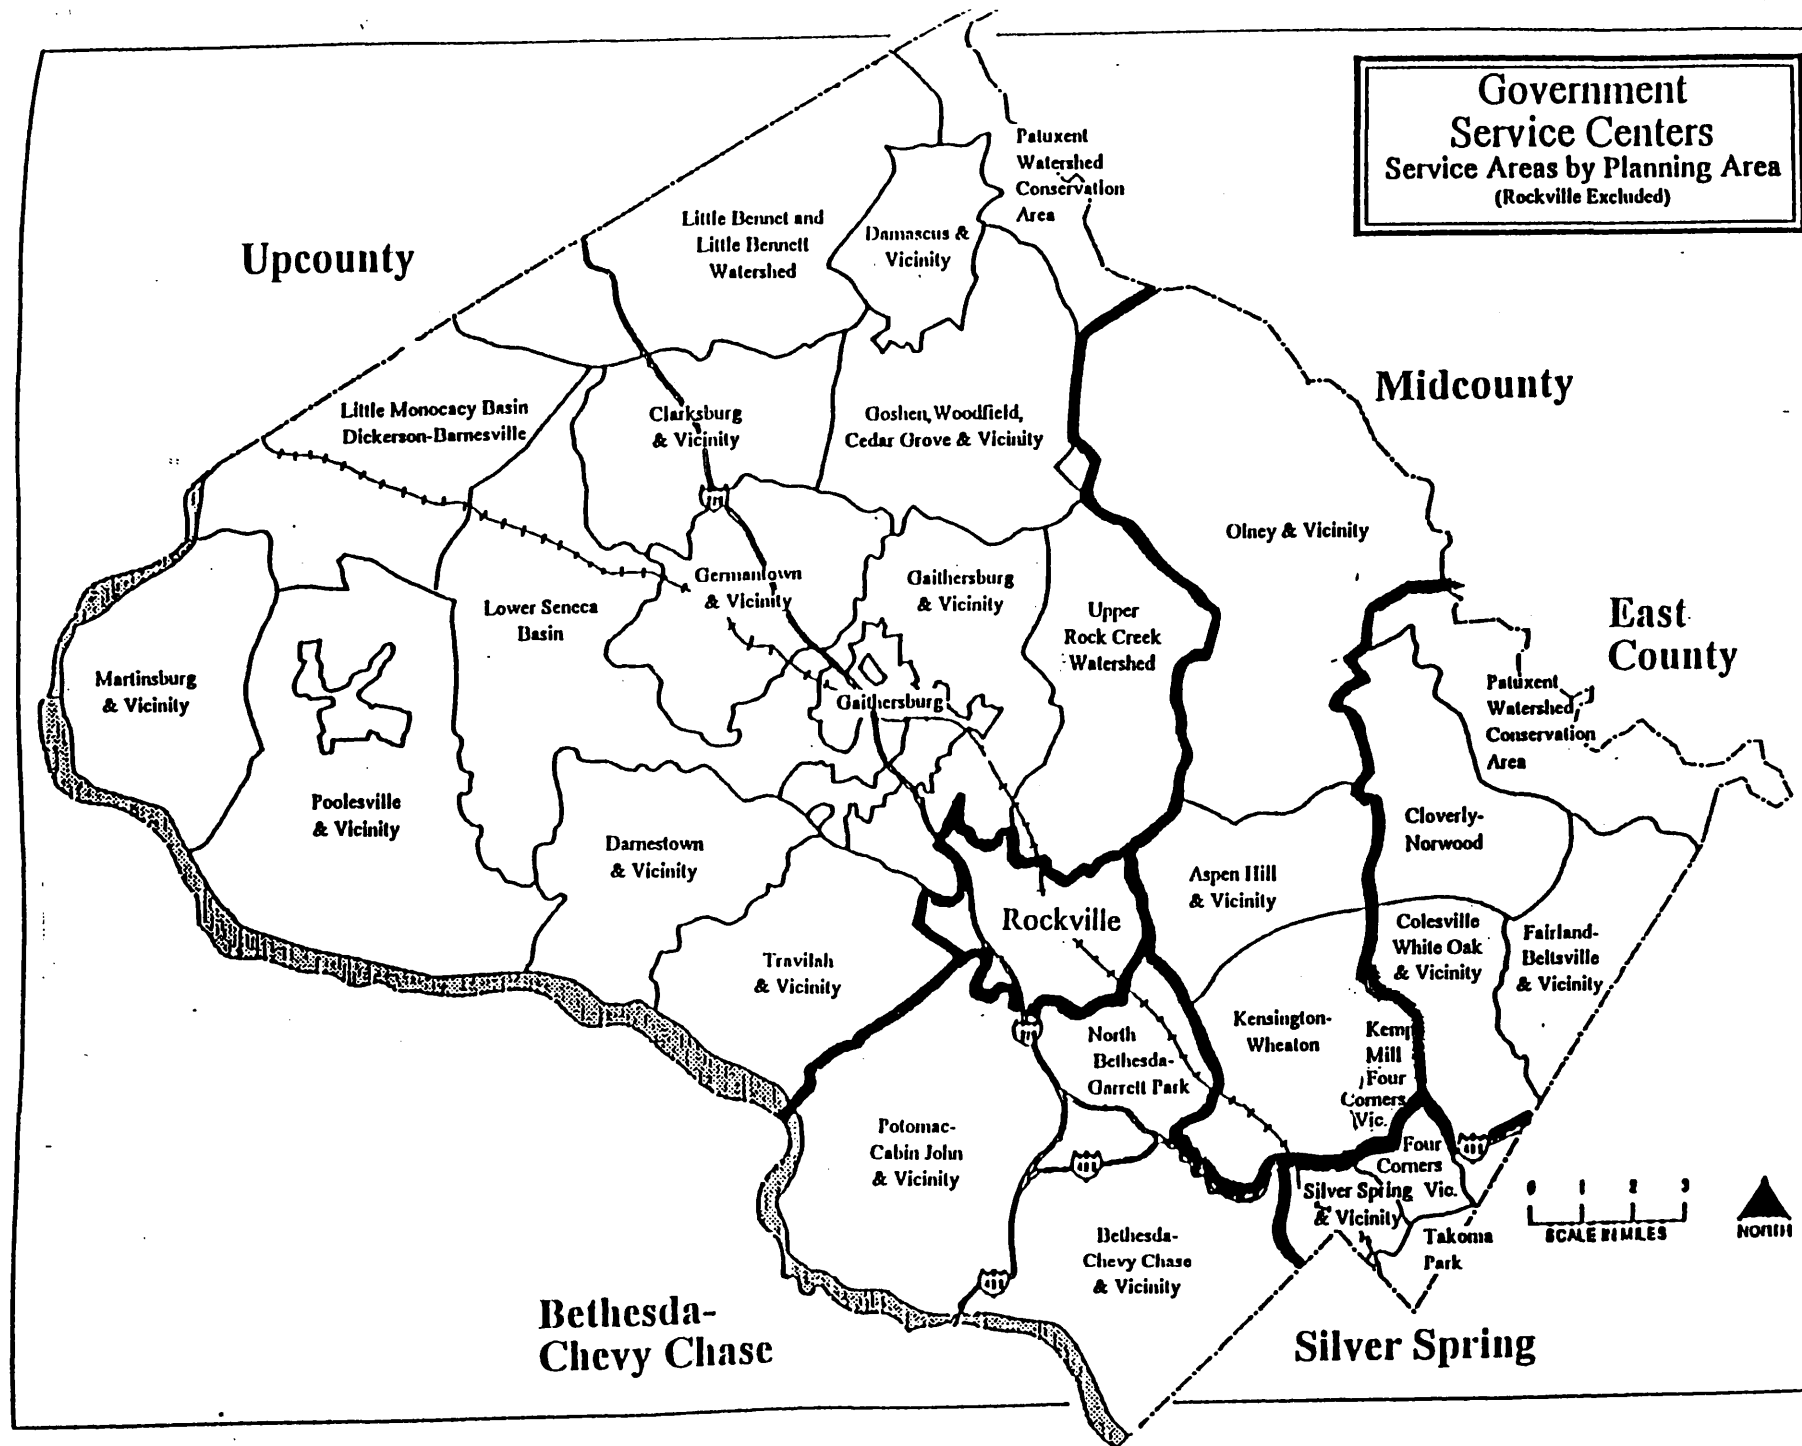 Government
Service Centers
Service Areas by Planning Area
(Rockville Excluded)
Patuxent
Watershed
Conservation
Area
Little Bennet and
Little Bennett
Watershed
Damascus &
Vicinity
Upcounty
Midcounty
Little Monocacy Basin
Dickerson-Barnesville
Clarksburg
& Vicinity
Goshen, Woodfield,
Cedar Grove & Vicinity
Olney & Vicinity
Germantown
& Vicinity
Gaithersburg
& Vicinity
Lower Seneca
Basin
Upper
Rock Creek
Watershed
East
County
Martinsburg
& Vicinity
Gaithersburg
Patuxent
Watershed
Conservation
Area
Poolesville
& Vicinity
Darnestown
& Vicinity
Cloverly-
Norwood
Aspen Hill
& Vicinity
Rockville
Colesville
White Oak
& Vicinity
Fairland-
Beltsville
& Vicinity
Travilah
& Vicinity
North
Bethesda-
Garrett Park
Kensington-
Wheaton
Kemp
Mill
Four
Corners
Vic.
Potomac-
Cabin John
& Vicinity
Four
Corners
Vic.
Silver Spring
& Vicinity
Takoma
Park
Bethesda-
Chevy Chase
& Vicinity
0 1 2 3
SCALE IN MILES
NORTH
Bethesda-
Chevy Chase
Silver Spring